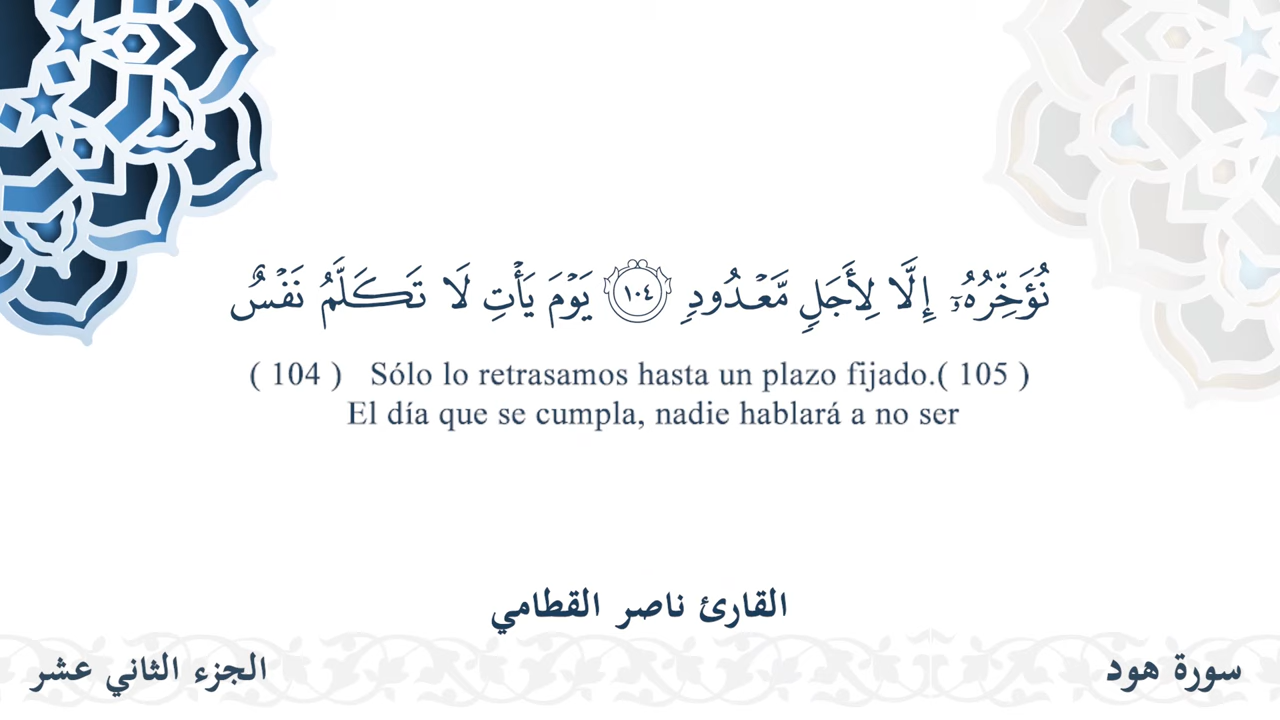 نُؤَخِّرُهُۥٓ إِلَّا لِأَجَلٍ مَّعْدُودٍ ١٠٤ يَوْمَ يَأْتِ لَا تَكَلَّمُ نَفْسٌ
( 104 ) Sólo lo retrasamos hasta un plazo fijado.( 105 )
El día que se cumpla, nadie hablará a no ser
القارئ ناصر القطامي
سورة هود
الجزء الثاني عشر